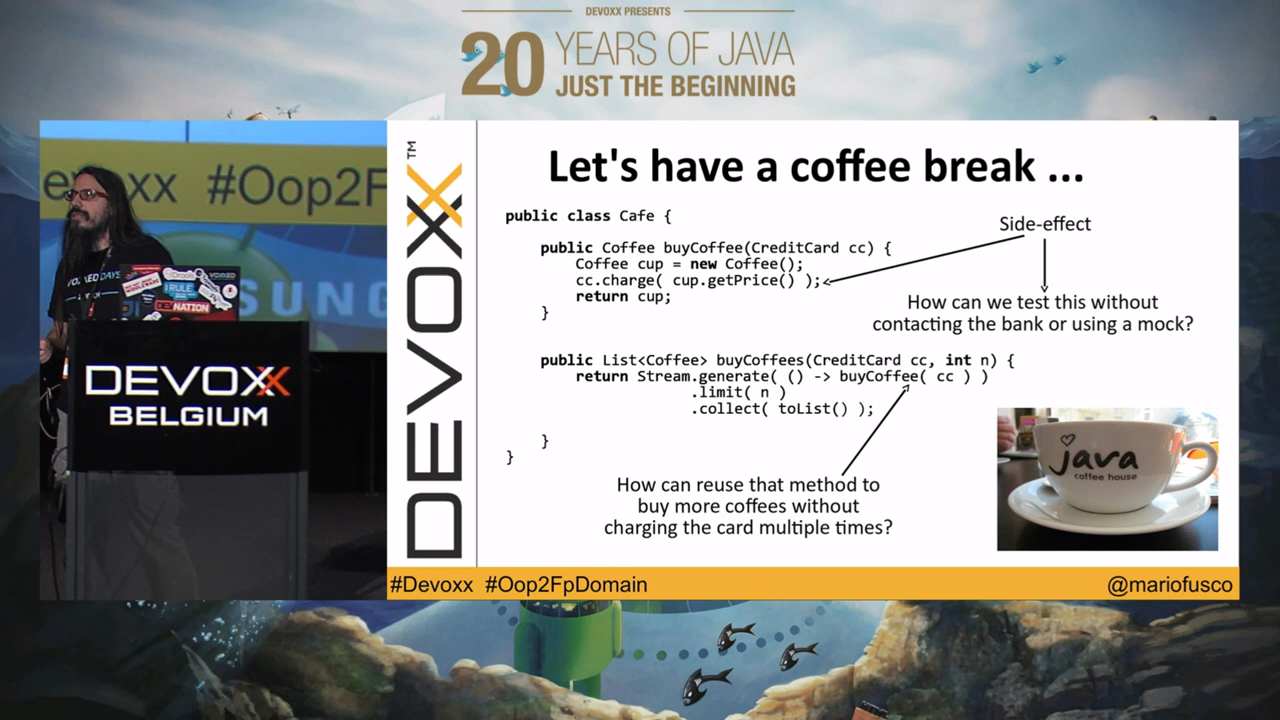 DEVOXX PRESENTS
20 YEARS OF JAVA
JUST THE BEGINNING
#Oop2F
SUNG
I RULE
DEVNATION
DEVOXX
BELGIUM
DEVOXX™
Let's have a coffee break ...
public class Cafe {
public Coffee buyCoffee(CreditCard cc) {
Coffee cup = new Coffee();
cc.charge( cup.getPrice() );
return cup;
}
Side-effect
How can we test this without
contacting the bank or using a mock?
public List<Coffee> buyCoffees(CreditCard cc, int n) {
return Stream.generate( () -> buyCoffee( cc ) )
.limit( n )
.collect( toList() );
}
}
How can reuse that method to
buy more coffees without
charging the card multiple times?
java
coffee house
#Devoxx #Oop2FpDomain
@mariofusco